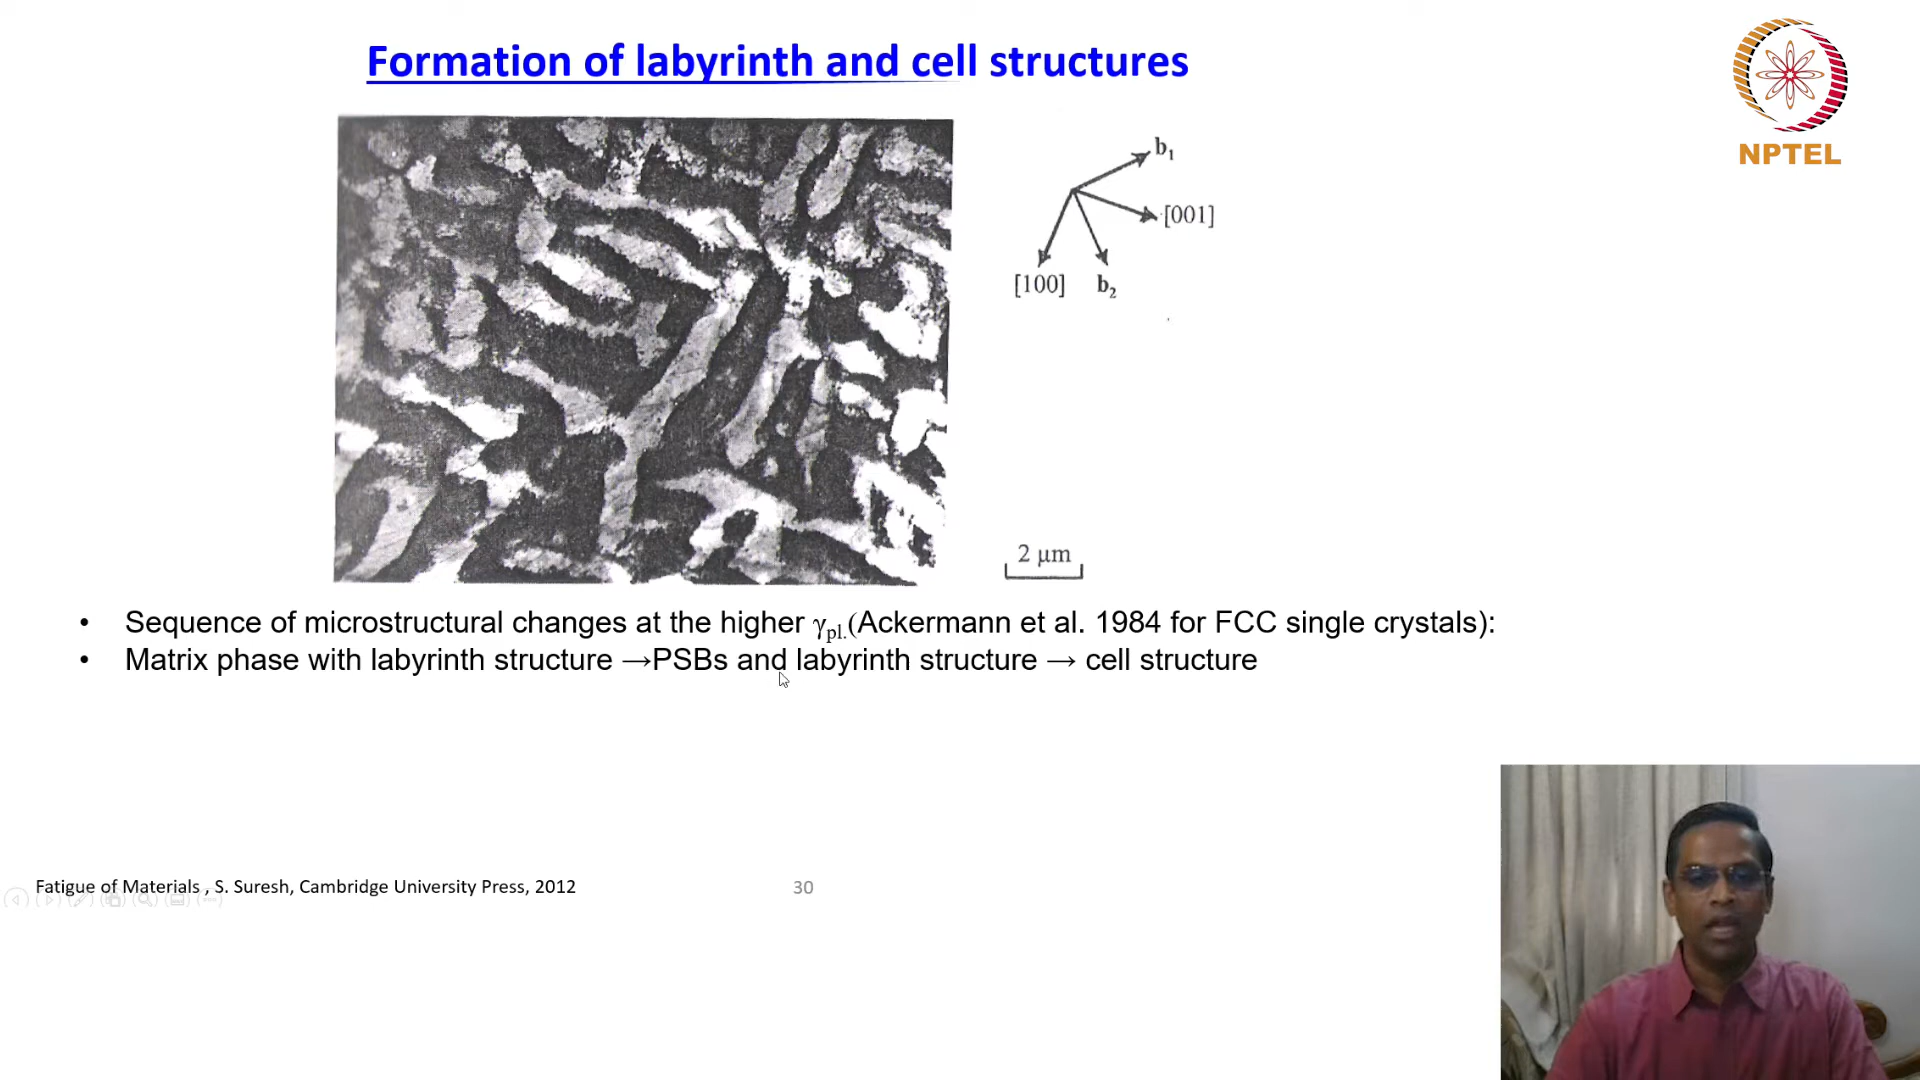 Formation of labyrinth and cell structures
NPTEL
b1
[001]
[100] b2
2 µm
• Sequence of microstructural changes at the higher γpl.(Ackermann et al. 1984 for FCC single crystals):
• Matrix phase with labyrinth structure →PSBs and labyrinth structure → cell structure
Fatigue of Materials , S. Suresh, Cambridge University Press, 2012
30